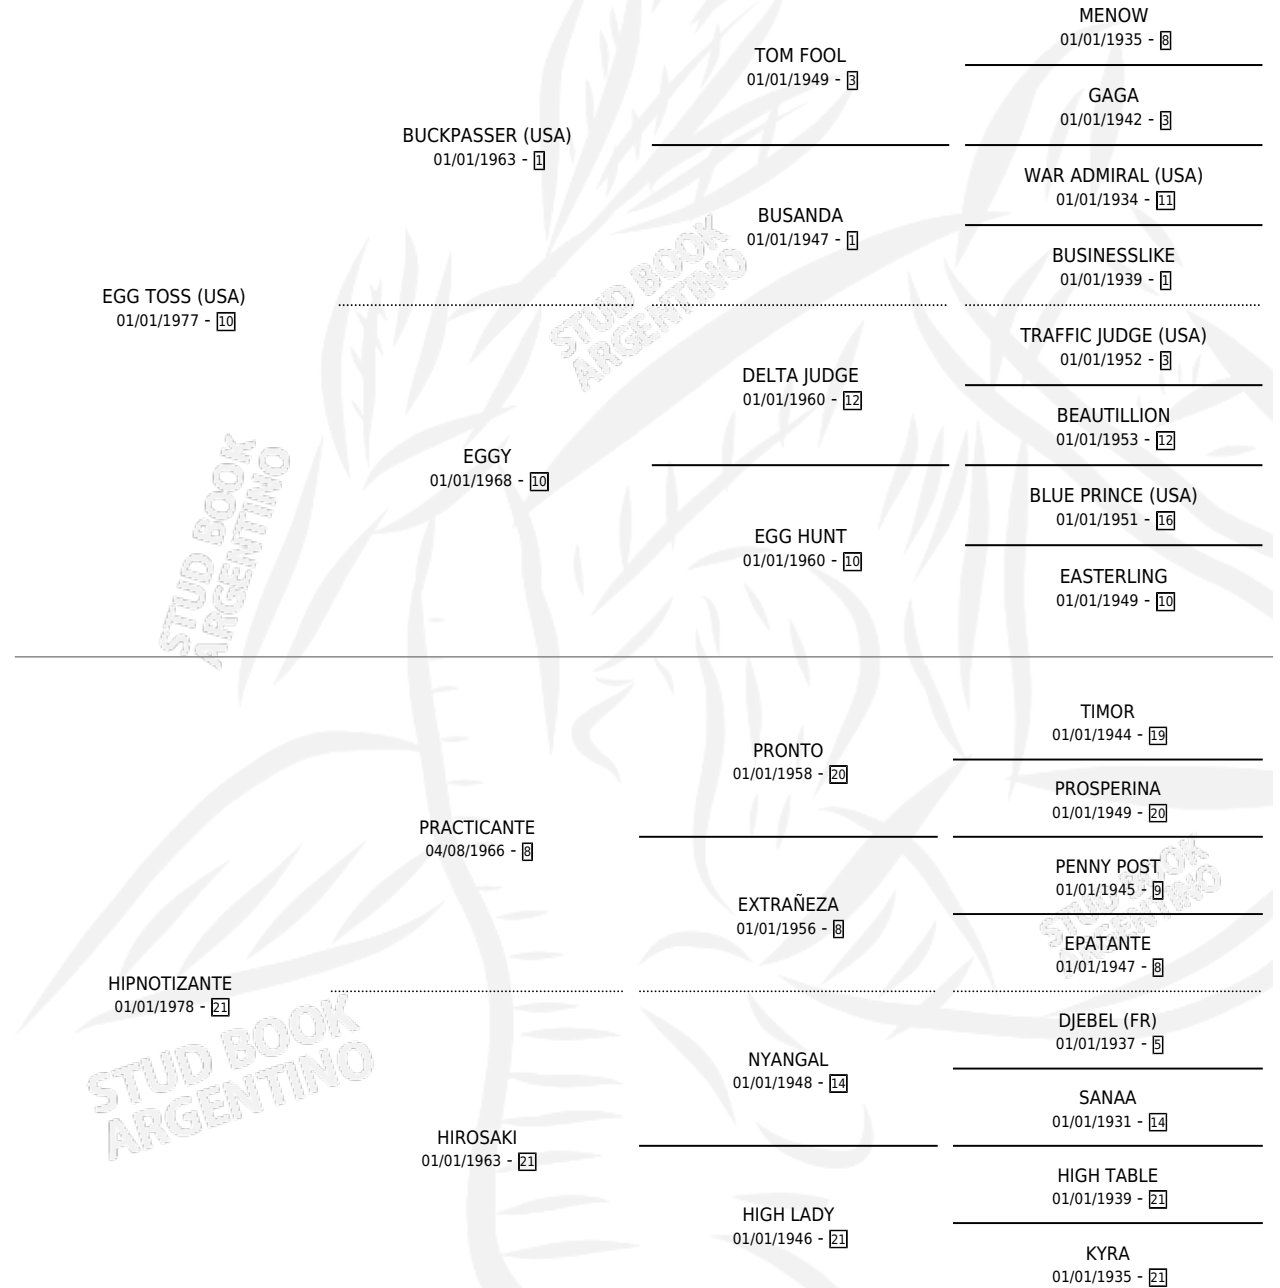 MENOW
01/01/1935 - 8
TOM FOOL
01/01/1949 - 3
GAGA
01/01/1942 - 3
BUCKPASSER (USA)
01/01/1963 - 1
WAR ADMIRAL (USA)
01/01/1934 - 11
BUSANDA
01/01/1947 - 1
BUSINESSLIKE
01/01/1939 - 1
EGG TOSS (USA)
01/01/1977 - 10
TRAFFIC JUDGE (USA)
01/01/1952 - 3
DELTA JUDGE
01/01/1960 - 12
BEAUTILLION
01/01/1953 - 12
EGGY
01/01/1968 - 10
BLUE PRINCE (USA)
01/01/1951 - 16
EGG HUNT
01/01/1960 - 10
EASTERLING
01/01/1949 - 10
TIMOR
01/01/1944 - 19
PRONTO
01/01/1958 - 20
PROSPERINA
01/01/1949 - 20
PRACTICANTE
04/08/1966 - 8
PENNY POST
01/01/1945 - 9
EXTRAÑEZA
01/01/1956 - 8
EPATANTE
01/01/1947 - 8
HIPNOTIZANTE
01/01/1978 - 21
DJEBEL (FR)
01/01/1937 - 5
NYANGAL
01/01/1948 - 14
SANAA
01/01/1931 - 14
HIROSAKI
01/01/1963 - 21
HIGH TABLE
01/01/1939 - 21
HIGH LADY
01/01/1946 - 21
KYRA
01/01/1935 - 21
STUD BOOK
ARGENTINO
STUD BOOK
ARGENTINO
STUD BOOK
ARGENTINO
STUD BOOK
ARGENTINO